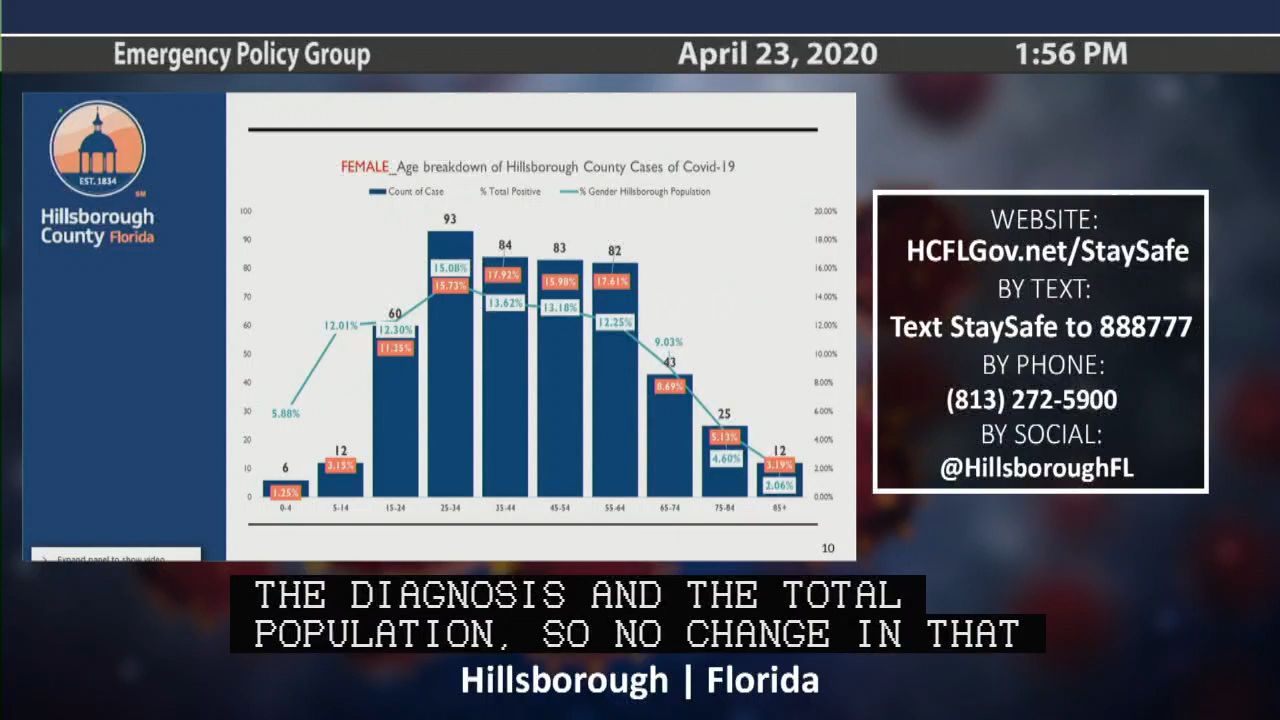 Emergency Policy Group April 23, 2020 1:56 PM
EST. 1834
SM
Hillsborough
County Florida
FEMALE_Age breakdown of Hillsborough County Cases of Covid-19
Count of Case % Total Positive % Gender Hillsborough Population
100 90 80 70 60 50 40 30 20 10 0
20.00% 18.00% 16.00% 14.00% 12.00% 10.00% 8.00% 6.00% 4.00% 2.00% 0.00%
6 12 60 93 84 83 82 43 25 12
5.88% 12.01% 12.30% 15.08% 13.62% 13.18% 12.25% 9.03% 4.60% 2.06%
1.25% 3.15% 11.35% 15.73% 17.92% 15.98% 17.61% 8.69% 5.13% 3.19%
0-4 5-14 15-24 25-34 35-44 45-54 55-64 65-74 75-84 85+
10
Expand panel to show video
WEBSITE:
HCFLGov.net/StaySafe
BY TEXT:
Text StaySafe to 888777
BY PHONE:
(813) 272-5900
BY SOCIAL:
@HillsboroughFL
THE DIAGNOSIS AND THE TOTAL
POPULATION, SO NO CHANGE IN THAT
Hillsborough | Florida